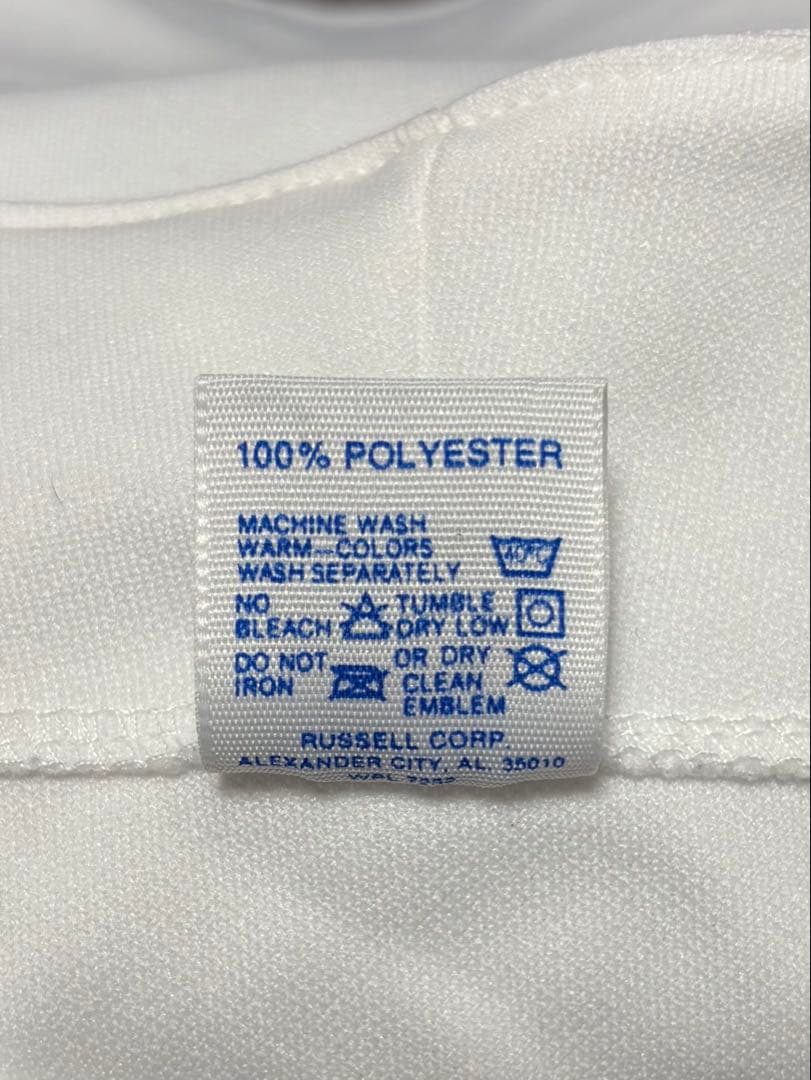 100% POLYESTER
MACHINE WASH
WARM—COLORS
WASH SEPARATELY
40°C
NO
BLEACH
TUMBLE
DRY LOW
DO NOT
IRON
OR DRY
CLEAN
EMBLEM
RUSSELL CORP.
ALEXANDER CITY, AL. 35010